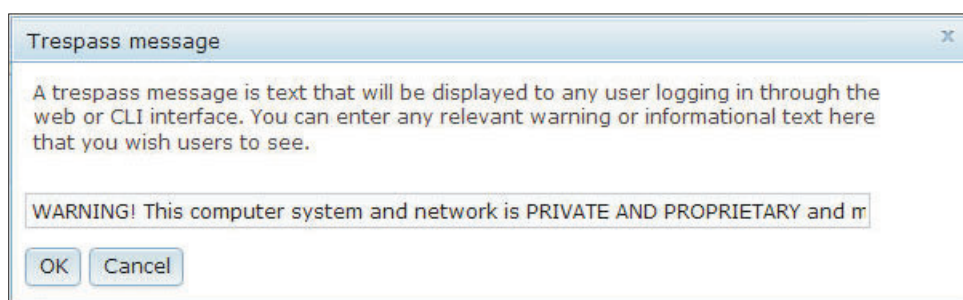 Trespass message
x
A trespass message is text that will be displayed to any user logging in through the
web or CLI interface. You can enter any relevant warning or informational text here
that you wish users to see.
WARNING! This computer system and network is PRIVATE AND PROPRIETARY and m
OK Cancel